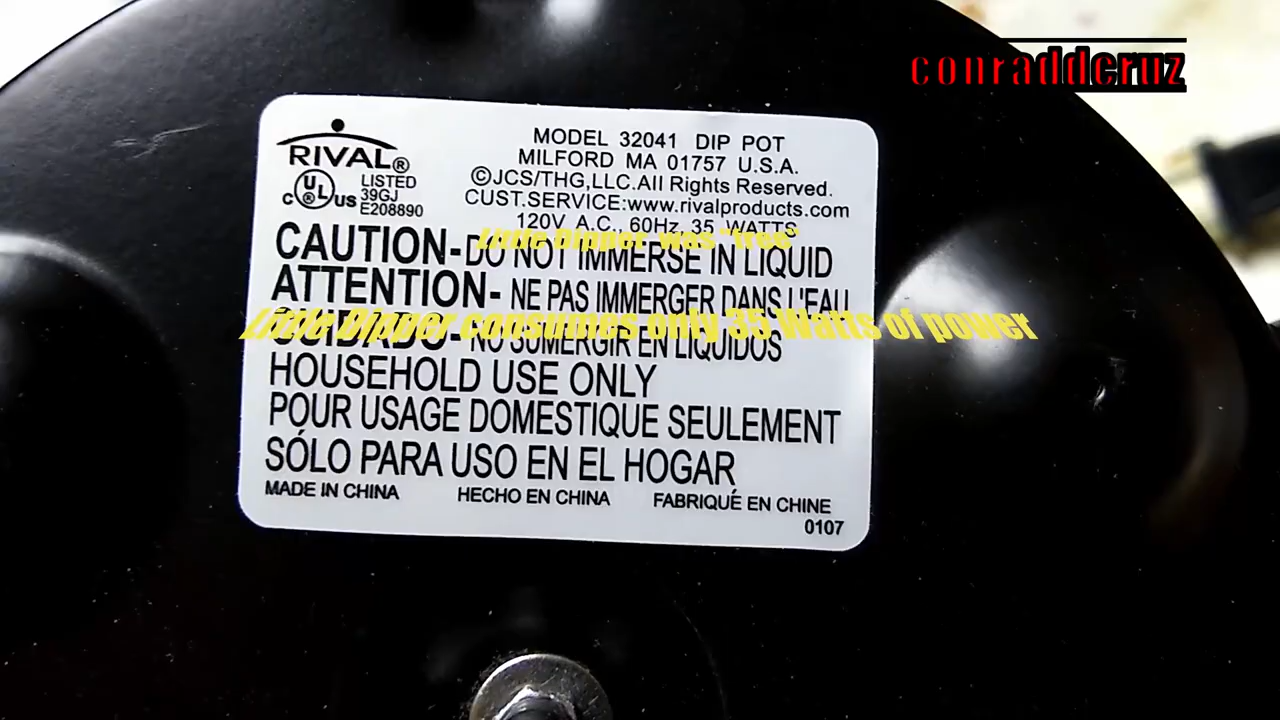 conraddcruz
RIVAL®
MODEL 32041 DIP POT
MILFORD MA 01757 U.S.A.
©JCS/THG,LLC.All Rights Reserved.
CUST.SERVICE:www.rivalproducts.com
120V A.C., 60Hz, 35 WATTS
c UL® us
LISTED
39GJ
E208890
Little Dipper was "free"
CAUTION-DO NOT IMMERSE IN LIQUID
ATTENTION- NE PAS IMMERGER DANS L'EAU
Little Dipper consumes only 35 Watts of power
CUIDADO- NO SUMERGIR EN LIQUIDOS
HOUSEHOLD USE ONLY
POUR USAGE DOMESTIQUE SEULEMENT
SÓLO PARA USO EN EL HOGAR
MADE IN CHINA HECHO EN CHINA FABRIQUÉ EN CHINE
0107